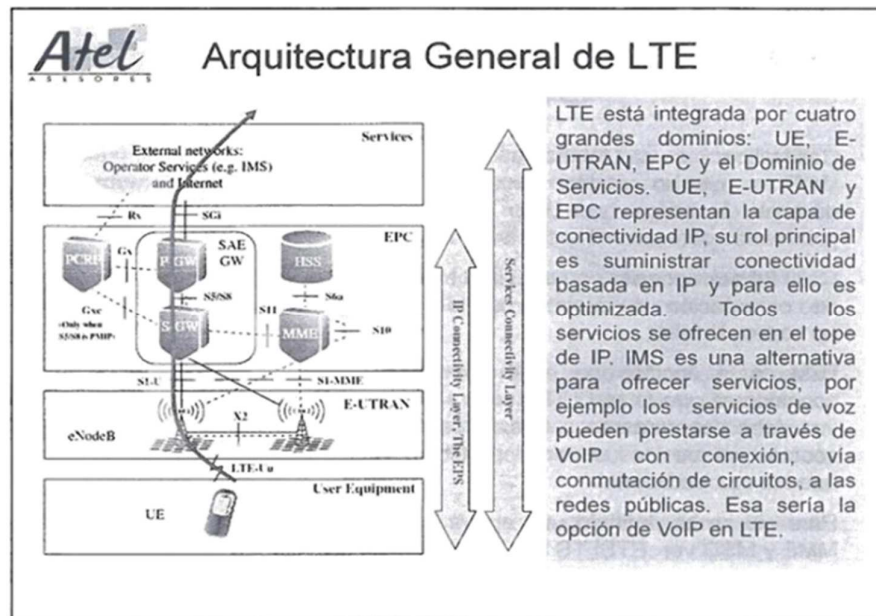 Atel
ASESORES
Arquitectura General de LTE
Services
External networks:
Operator Services (e.g. IMS)
and Internet
Rx
SGi
EPC
SAE
GW
PCRF
Gx
P-GW
HSS
S5/S8
S6a
Gxc
(Only when
S5/S8 is PMIP)
S-GW
S11
MME
S10
S1-U
S1-MME
E-UTRAN
X2
eNodeB
LTE-Uu
User Equipment
UE
IP Connectivity Layer, The EPS
Services Connectivity Layer
LTE está integrada por cuatro
grandes dominios: UE, E-
UTRAN, EPC y el Dominio de
Servicios. UE, E-UTRAN y
EPC representan la capa de
conectividad IP, su rol principal
es suministrar conectividad
basada en IP y para ello es
optimizada. Todos los
servicios se ofrecen en el tope
de IP. IMS es una alternativa
para ofrecer servicios, por
ejemplo los servicios de voz
pueden prestarse a través de
VoIP con conexión, vía
conmutación de circuitos, a las
redes públicas. Esa sería la
opción de VoIP en LTE.